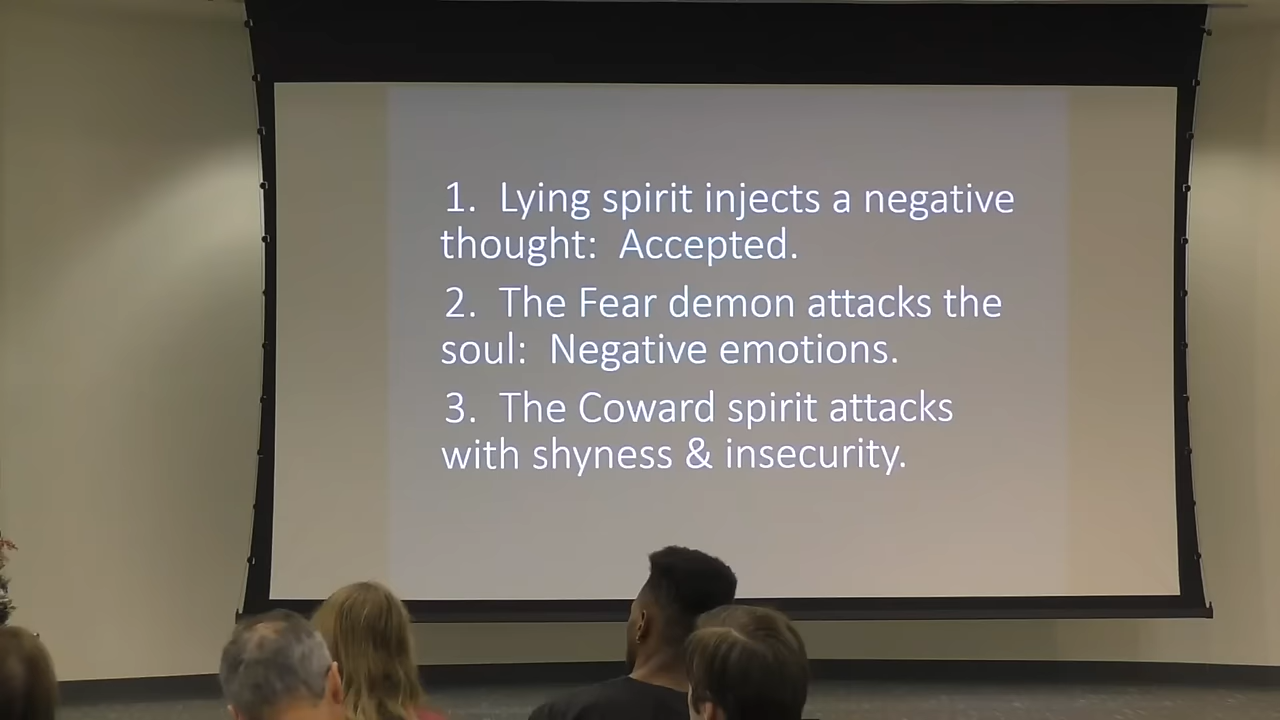 1. Lying spirit injects a negative
thought: Accepted.
2. The Fear demon attacks the
soul: Negative emotions.
3. The Coward spirit attacks
with shyness & insecurity.